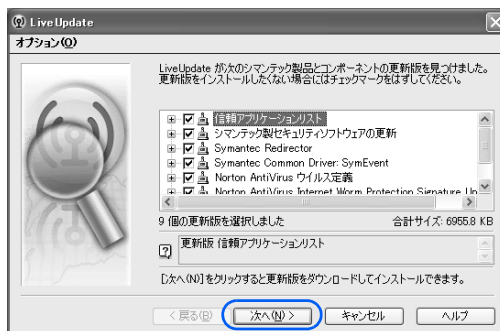 LiveUpdate
オプション(O)
LiveUpdate が次のシマンテック製品とコンポーネントの更新版を見つけました。
更新版をインストールしたくない場合にはチェックマークをはずしてください。
信頼アプリケーションリスト
シマンテック製セキュリティソフトウェアの更新
Symantec Redirector
Symantec Common Driver: SymEvent
Norton AntiVirus ウイルス定義
Norton AntiVirus Internet Worm Protection Signature Up
9 個の更新版を選択しました 合計サイズ: 6955.8 KB
更新版 信頼アプリケーションリスト
[次へ(N)]をクリックすると更新版をダウンロードしてインストールできます。
< 戻る(B) 次へ(N) > キャンセル ヘルプ